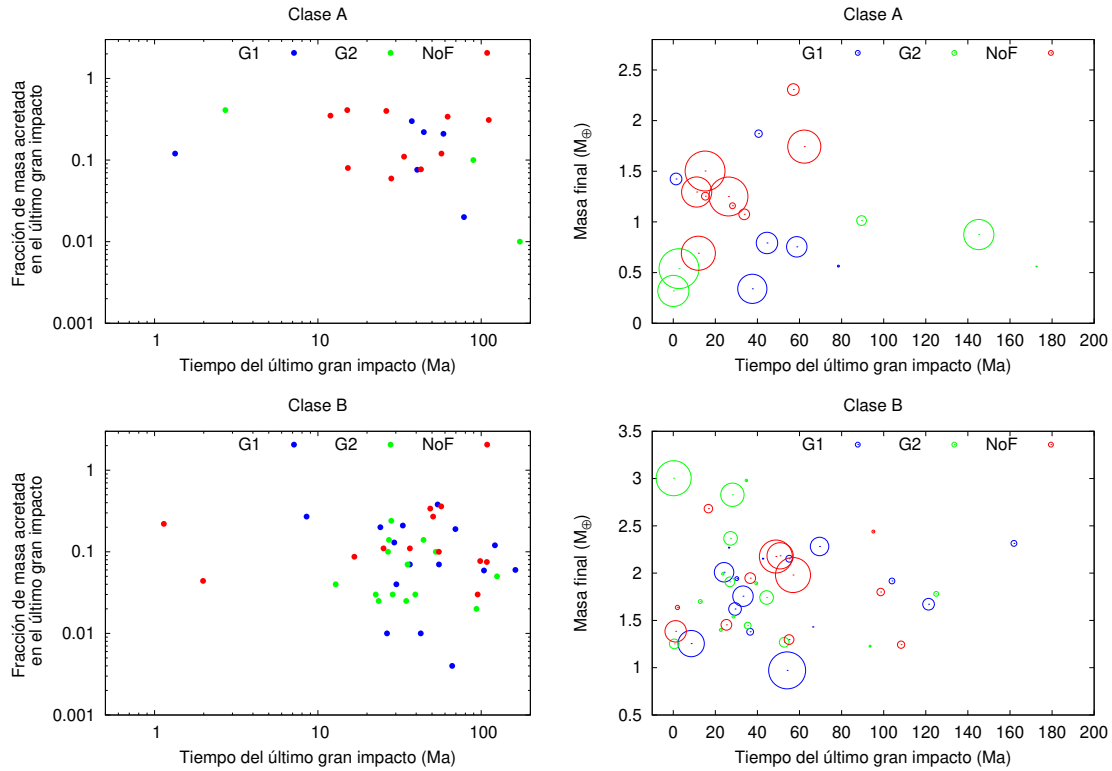 Clase A
G1 G2 NoF
Fracción de masa acretada
en el último gran impacto
1
0.1
0.01
0.001
1 10 100
Tiempo del último gran impacto (Ma)
Clase A
G1 G2 NoF
Masa final (M⊕)
2.5
2
1.5
1
0.5
0
0 20 40 60 80 100 120 140 160 180 200
Tiempo del último gran impacto (Ma)
Clase B
G1 G2 NoF
Fracción de masa acretada
en el último gran impacto
1
0.1
0.01
0.001
1 10 100
Tiempo del último gran impacto (Ma)
Clase B
G1 G2 NoF
Masa final (M⊕)
3.5
3
2.5
2
1.5
1
0.5
0 20 40 60 80 100 120 140 160 180 200
Tiempo del último gran impacto (Ma)